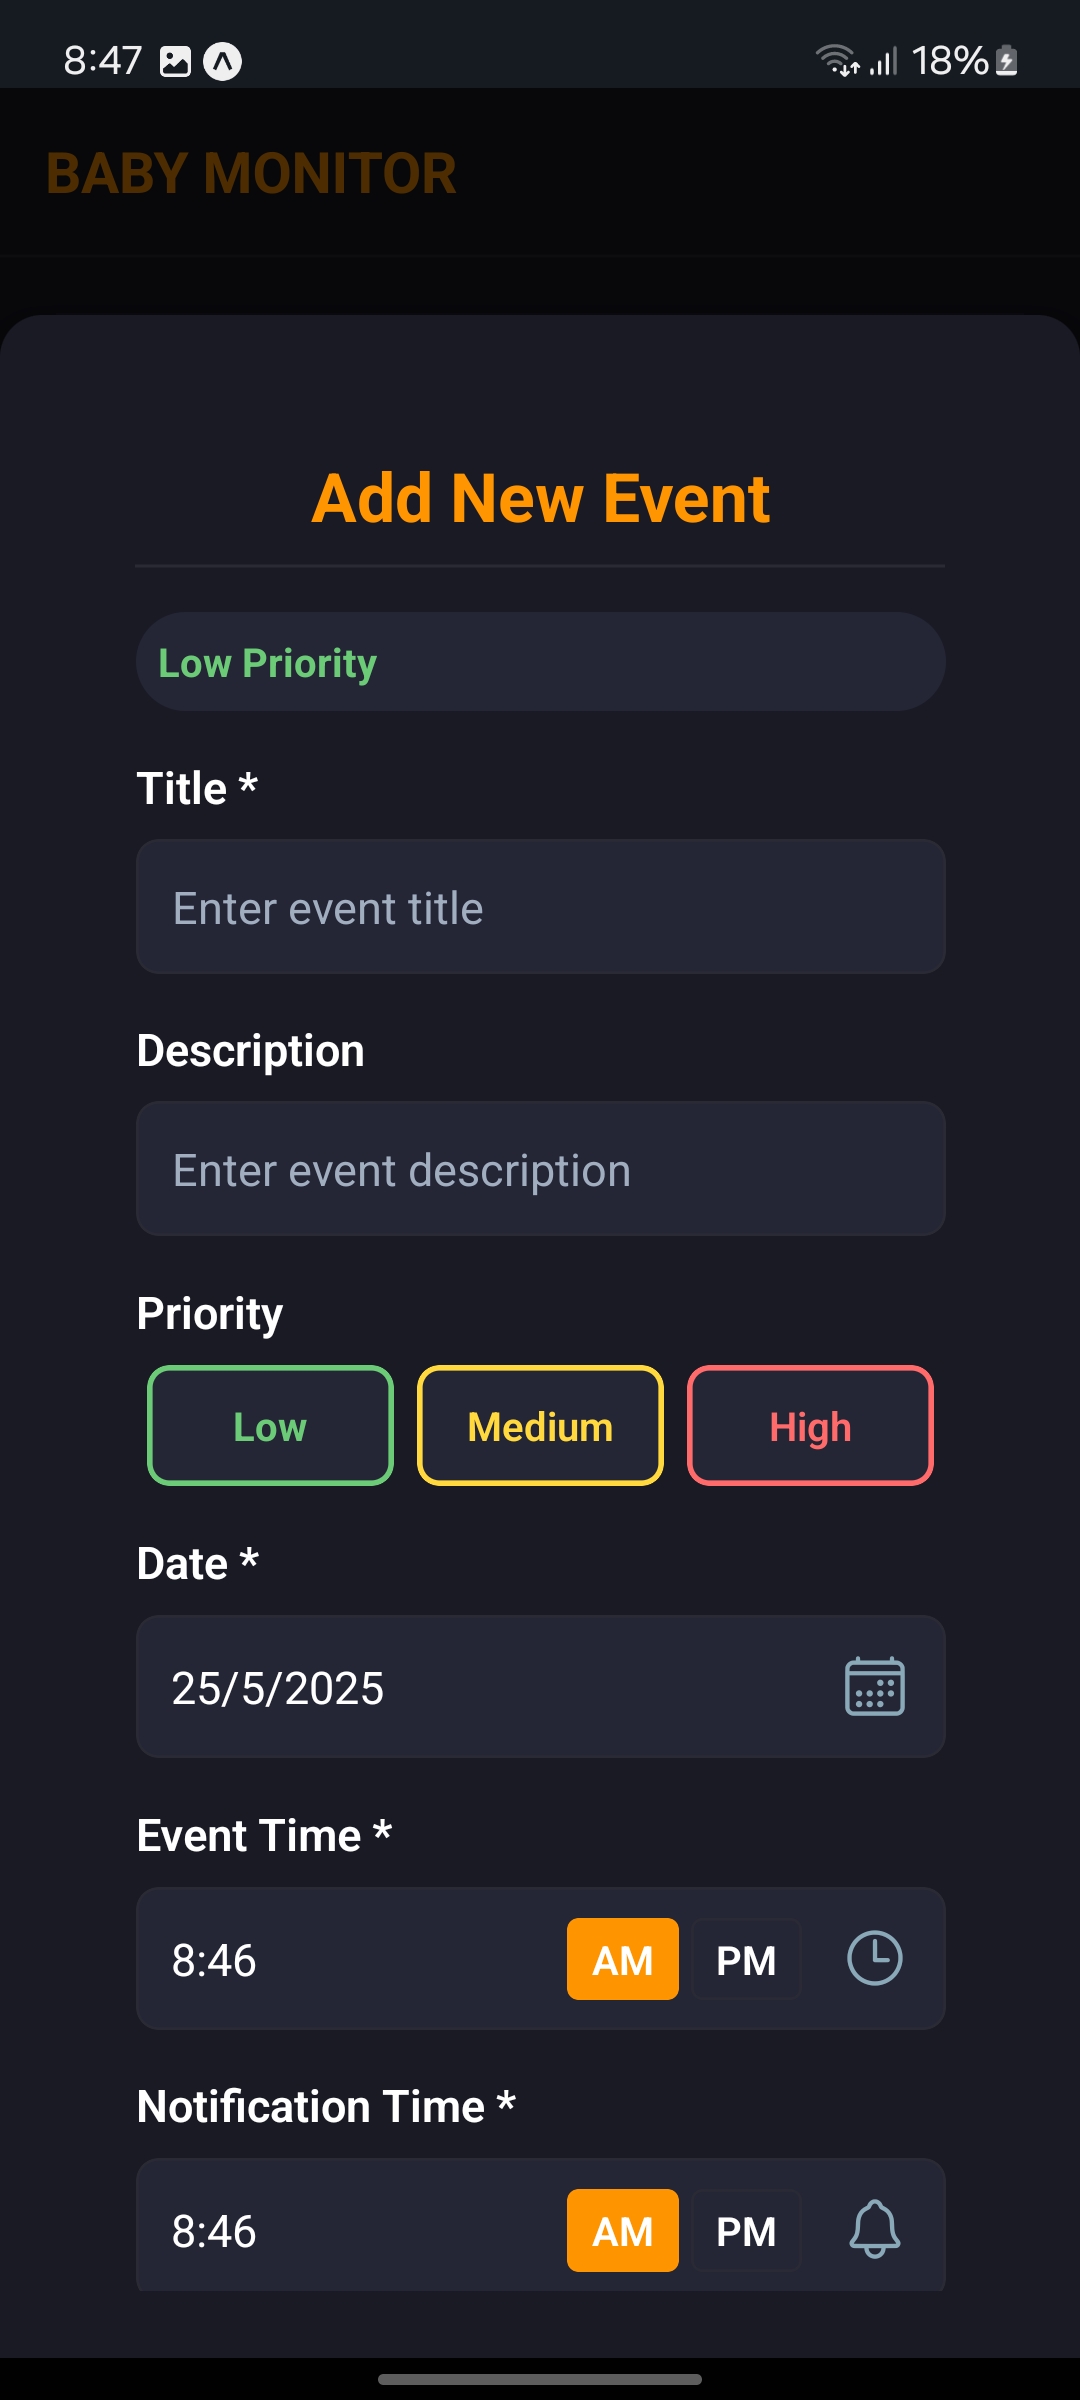 8:47 18%
BABY MONITOR
Add New Event
Low Priority
Title *
Enter event title
Description
Enter event description
Priority
Low Medium High
Date *
25/5/2025
Event Time *
8:46 AM PM
Notification Time *
8:46 AM PM